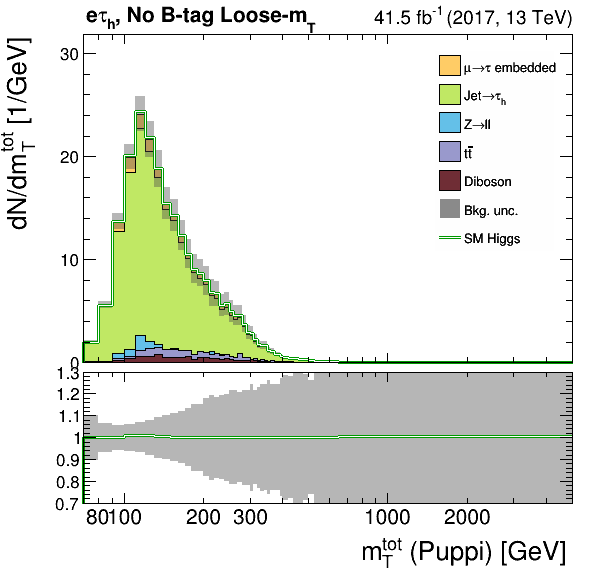 eτh, No B-tag Loose-mT
41.5 fb-1 (2017, 13 TeV)
dN/dmTtot [1/GeV]
30
20
10
0
μ→τ embedded
Jet→τh
Z→ll
tt̄
Diboson
Bkg. unc.
SM Higgs
1.3
1.2
1.1
1
0.9
0.8
0.7
80 100 200 300 1000 2000
mTtot (Puppi) [GeV]